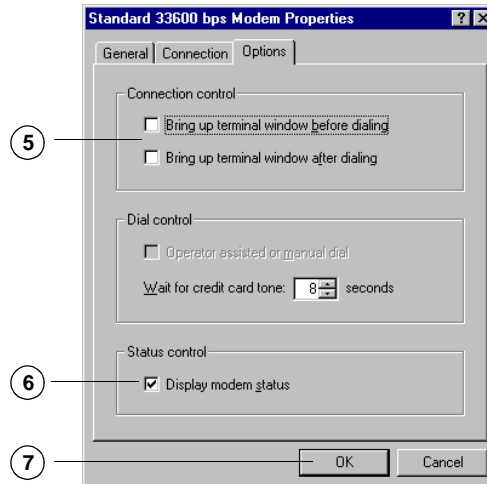 Standard 33600 bps Modem Properties ? ×
General Connection Options
Connection control
5
Bring up terminal window before dialing
Bring up terminal window after dialing
Dial control
Operator assisted or manual dial
Wait for credit card tone: 8 seconds
Status control
6
Display modem status
7
OK Cancel